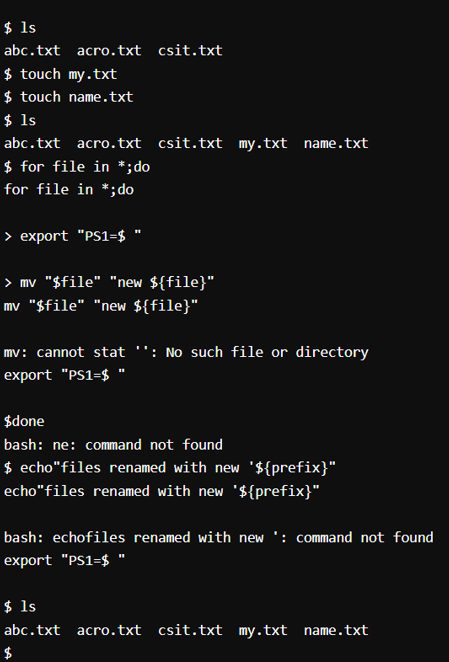 $ ls
abc.txt  acro.txt  csit.txt
$ touch my.txt
$ touch name.txt
$ ls
abc.txt  acro.txt  csit.txt  my.txt  name.txt
$ for file in *;do
for file in *;do
> export "PS1=$ "
> mv "$file" "new ${file}"
mv "$file" "new ${file}"
mv: cannot stat '': No such file or directory
export "PS1=$ "
$done
bash: ne: command not found
$ echo"files renamed with new '${prefix}"
echo"files renamed with new '${prefix}"
bash: echofiles renamed with new ': command not found
export "PS1=$ "
$ ls
abc.txt  acro.txt  csit.txt  my.txt  name.txt
$